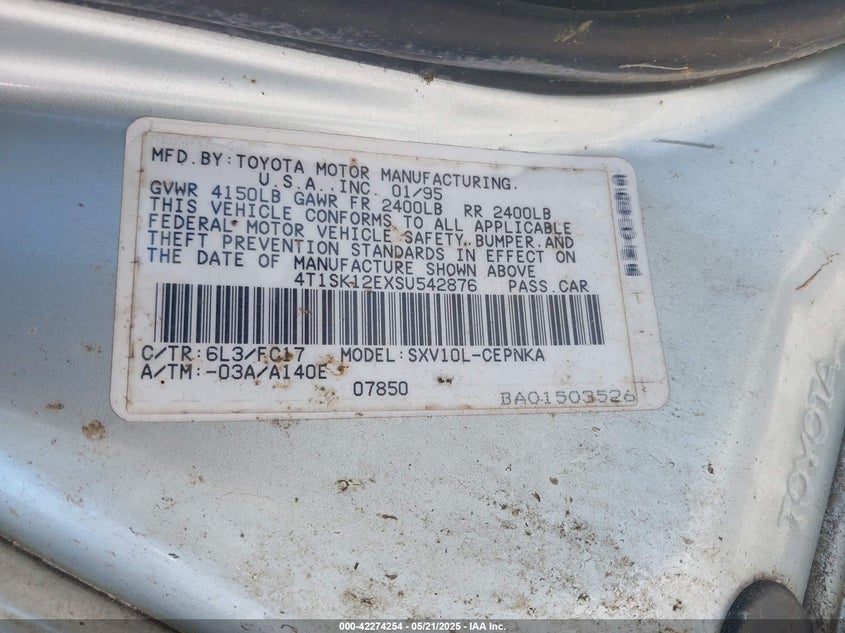 MFD.BY:TOYOTA MOTOR MANUFACTURING.
U.S.A.,INC. 01/95
GVWR 4150LB GAWR FR 2400LB RR 2400LB
THIS VEHICLE CONFORMS TO ALL APPLICABLE
FEDERAL MOTOR VEHICLE SAFETY,BUMPER,AND
THEFT PREVENTION STANDARDS IN EFFECT ON
THE DATE OF MANUFACTURE SHOWN ABOVE
4T1SK12EXSU542876 PASS.CAR
C/TR:6L3/FC17 MODEL:SXV10L-CEPNKA
A/TM:-03A/A140E
07850
BA01503526
TOYOTA
000-42274254 - 05/21/2025 - IAA Inc.